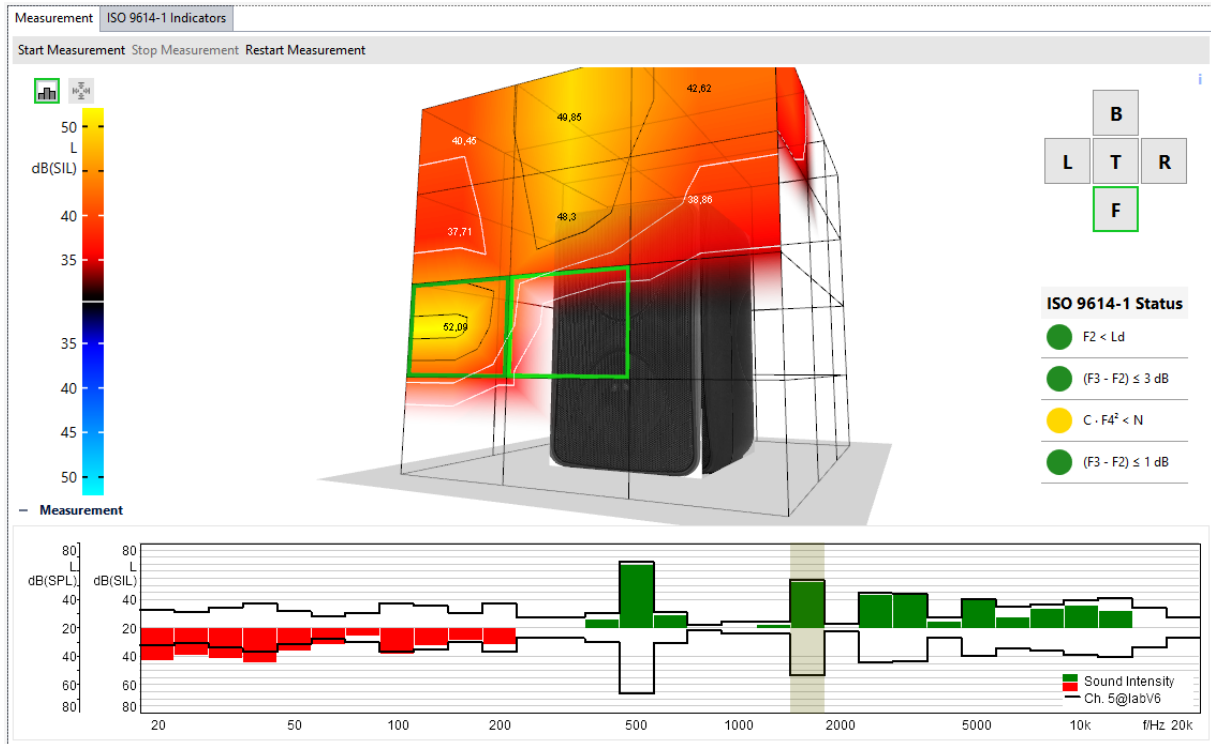 Measurement ISO 9614-1 Indicators
Start Measurement Stop Measurement Restart Measurement
i
50
L
dB(SIL)
40
35
35
40
45
50
42,62
49,85
40,45
38,86
48,3
37,71
52,09
B
L T R
F
ISO 9614-1 Status
F2 < Ld
(F3 - F2) ≤ 3 dB
C · F4² < N
(F3 - F2) ≤ 1 dB
− Measurement
80 80
L L
dB(SPL) dB(SIL)
40 40
20 20
40 40
60 60
80 80
Sound Intensity
Ch. 5@labV6
20 50 100 200 500 1000 2000 5000 10k f/Hz 20k